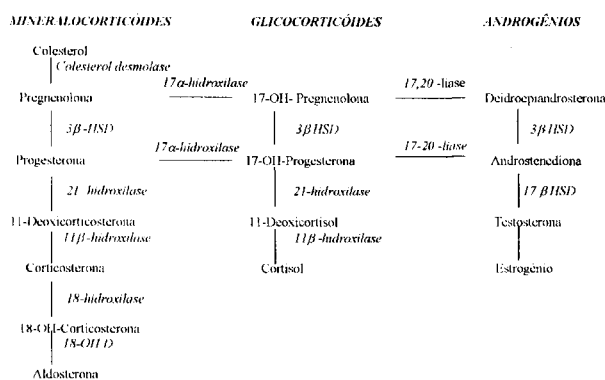 MINERALOCORTICÓIDES GLICOCORTICÓIDES ANDROGÊNIOS
Colesterol
Colesterol desmolase
17α-hidroxilase 17,20 -liase
Pregnenolona 17-OH- Pregnenolona Deidroepiandrosterona
3β -HSD 3β HSD 3β HSD
17α-hidroxilase 17-20 -liase
Progesterona 17-OH-Progesterona Androstenediona
21- hidroxilase 21-hidroxilase 17 β HSD
11-Deoxicorticosterona 11-Deoxicortisol Testosterona
11β-hidroxilase 11β -hidroxilase
Corticosterona Cortisol Estrogênio
18-hidroxilase
18-OH-Corticosterona
18-OH D
Aldosterona